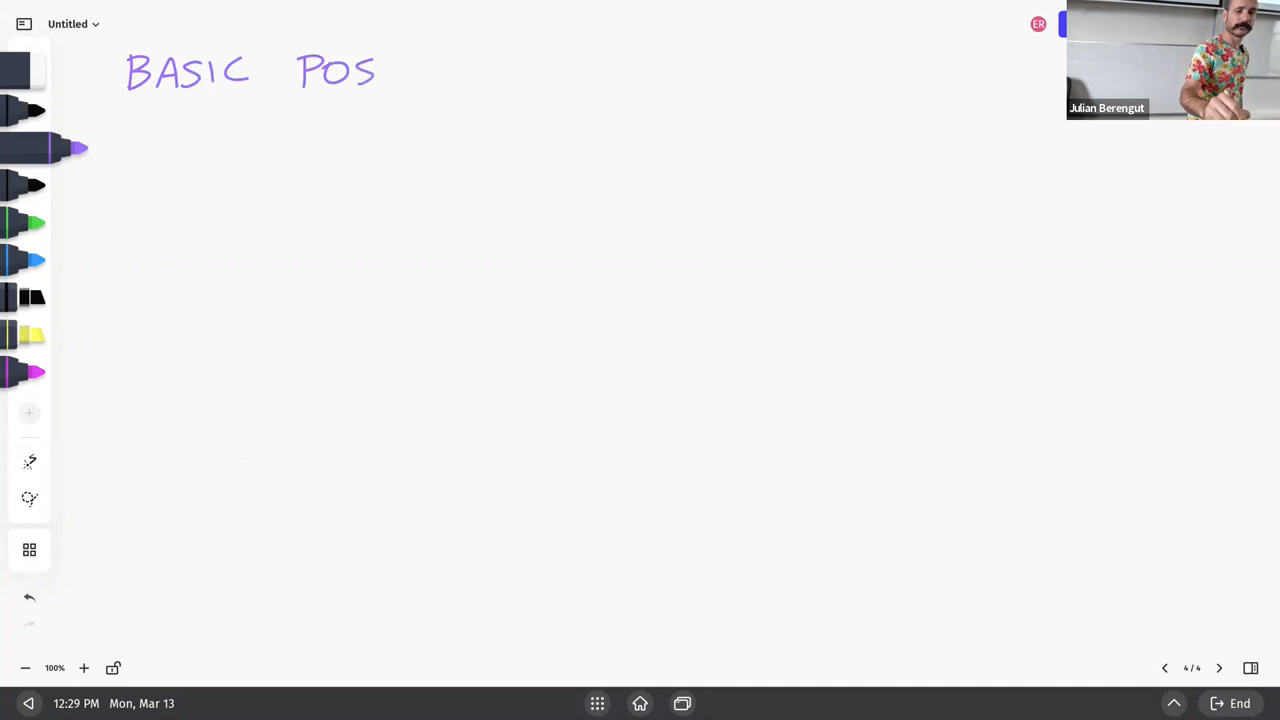 Untitled
ER
BASIC POS
Julian Berengut
100%
4/4
12:29 PM Mon, Mar 13
End